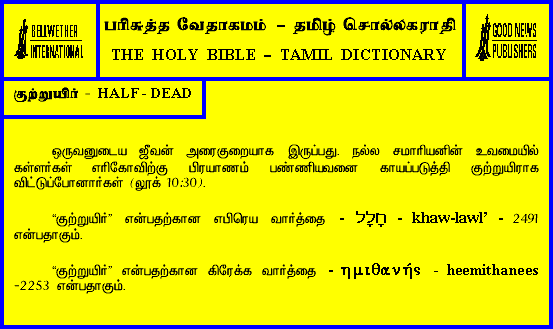 BELLWETHER
INTERNATIONAL
பரிசுத்த வேதாகமம் – தமிழ் சொல்லகராதி
THE HOLY BIBLE – TAMIL DICTIONARY
GOOD NEWS
PUBLISHERS
குற்றுயிர் - HALF - DEAD
ஒருவனுடைய ஜீவன் அரைகுறையாக இருப்பது. நல்ல சமாரியனின் உவமையில்
கள்ளர்கள் எரிகோவிற்கு பிரயாணம் பண்ணியவனை காயப்படுத்தி குற்றுயிராக
விட்டுப்போனார்கள் (லூக் 10:30).
“குற்றுயிர்” என்பதற்கான எபிரெய வார்த்தை - חָלָל - khaw-lawl’ - 2491
என்பதாகும்.
“குற்றுயிர்” என்பதற்கான கிரேக்க வார்த்தை - ημιθανής - heemithanees
-2253 என்பதாகும்.